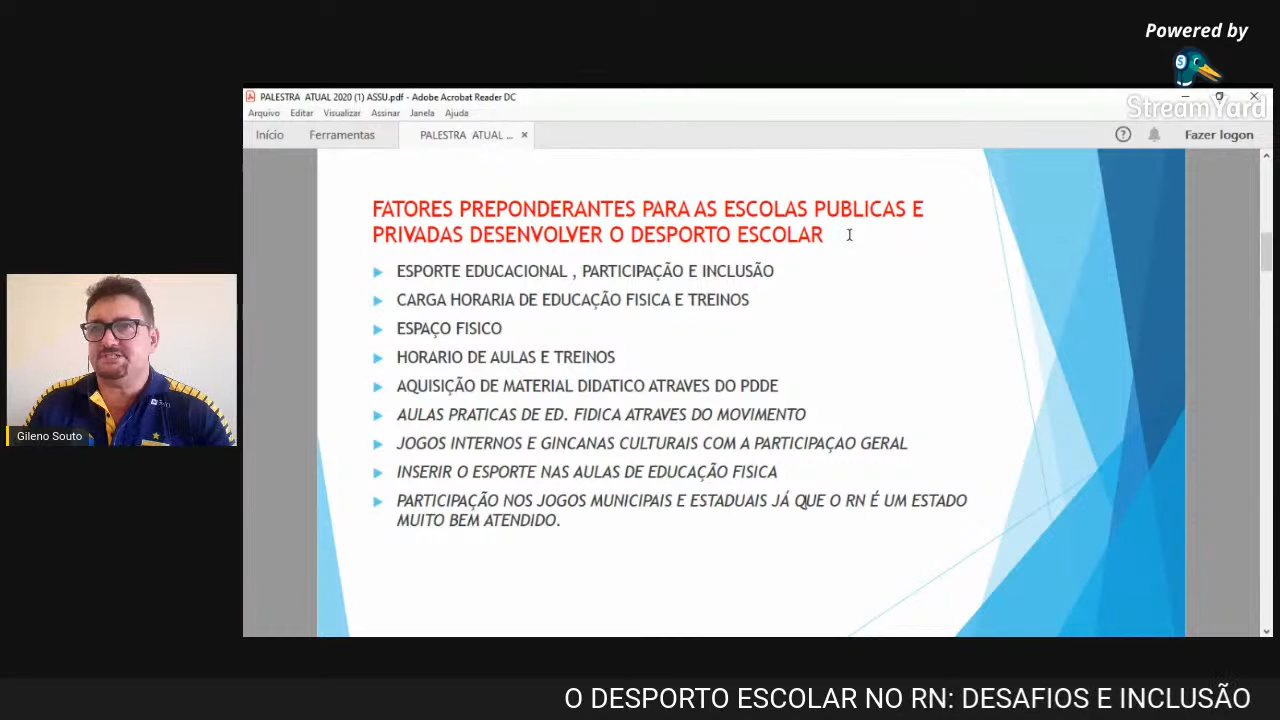 Powered by
StreamYard
PALESTRA ATUAL 2020 (1) ASSU.pdf - Adobe Acrobat Reader DC
Arquivo Editar Visualizar Assinar Janela Ajuda
Início Ferramentas PALESTRA ATUAL ... × Fazer logon
FATORES PREPONDERANTES PARA AS ESCOLAS PUBLICAS E
PRIVADAS DESENVOLVER O DESPORTO ESCOLAR
ESPORTE EDUCACIONAL , PARTICIPAÇÃO E INCLUSÃO
CARGA HORARIA DE EDUCAÇÃO FISICA E TREINOS
ESPAÇO FISICO
HORARIO DE AULAS E TREINOS
AQUISIÇÃO DE MATERIAL DIDATICO ATRAVES DO PDDE
AULAS PRATICAS DE ED. FIDICA ATRAVES DO MOVIMENTO
JOGOS INTERNOS E GINCANAS CULTURAIS COM A PARTICIPAÇAO GERAL
INSERIR O ESPORTE NAS AULAS DE EDUCAÇÃO FISICA
PARTICIPAÇÃO NOS JOGOS MUNICIPAIS E ESTADUAIS JÁ QUE O RN É UM ESTADO
MUITO BEM ATENDIDO.
Gileno Souto
O DESPORTO ESCOLAR NO RN: DESAFIOS E INCLUSÃO